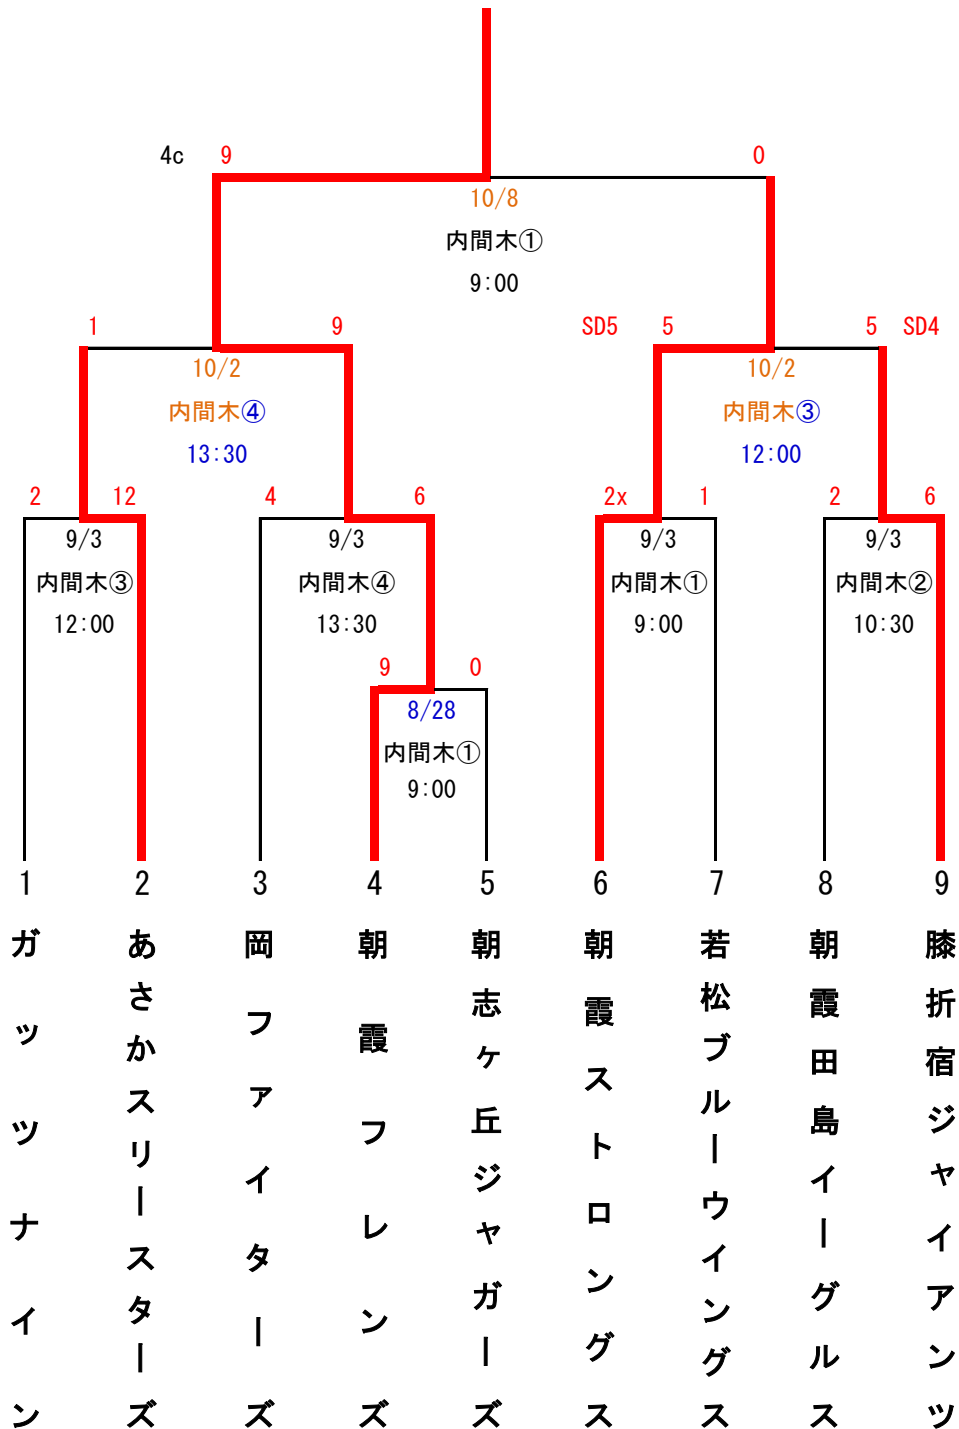 4c 9 0
10/8
内間木①
9:00
1 9 SD5 5 5 SD4
10/2 10/2
内間木④ 内間木③
13:30 12:00
2 12 4 6 2x 1 2 6
9/3 9/3 9/3 9/3
内間木③ 内間木④ 内間木① 内間木②
12:00 13:30 9:00 10:30
9 0
8/28
内間木①
9:00
1 2 3 4 5 6 7 8 9
ガッツナイン
あさかスリースターズ
岡ファイターズ
朝霞フレンズ
朝志ヶ丘ジャガーズ
朝霞ストロングス
若松ブルーウイングス
朝霞田島イーグルス
膝折宿ジャイアンツ